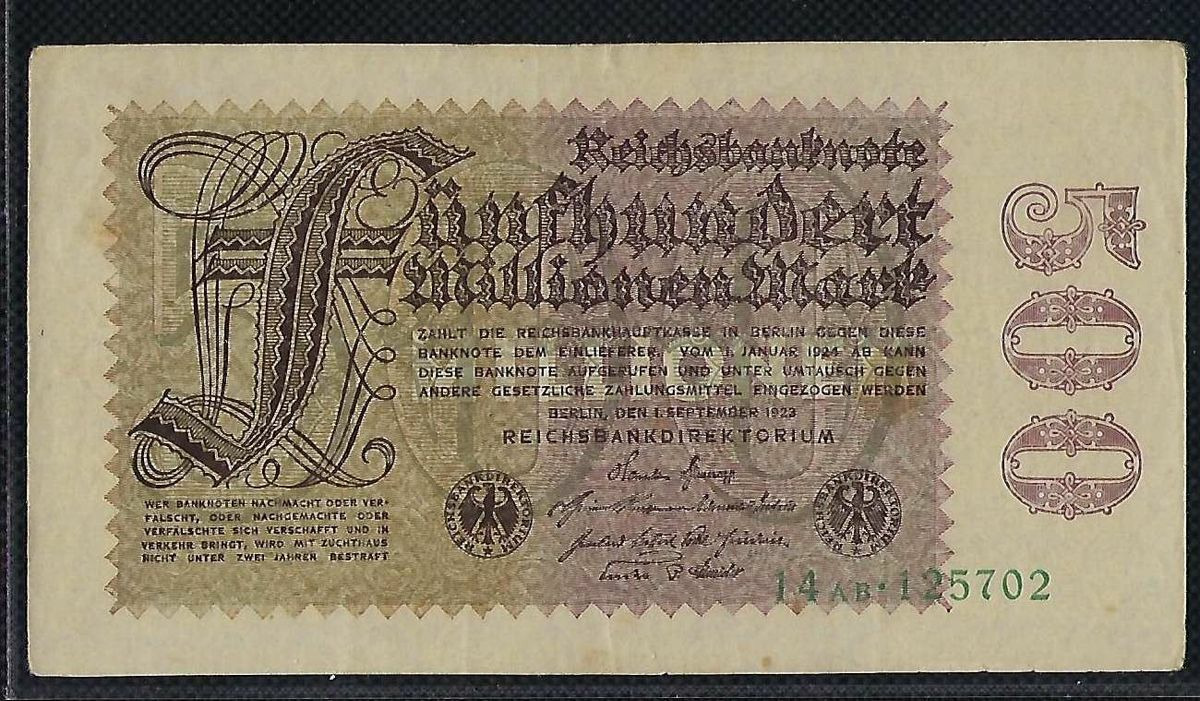 Reichsbanknote
Fünfhundert
Millionen Mark
ZAHLT DIE REICHSBANKHAUPTKASSE IN BERLIN GEGEN DIESE
BANKNOTE DEM EINLIEFERER. VOM 1. JANUAR 1924 AB KANN
DIESE BANKNOTE AUFGERUFEN UND UNTER UMTAUSCH GEGEN
ANDERE GESETZLICHE ZAHLUNGSMITTEL EINGEZOGEN WERDEN
BERLIN, DEN 1. SEPTEMBER 1923
REICHSBANKDIREKTORIUM
WER BANKNOTEN NACHMACHT ODER VER-
FÄLSCHT, ODER NACHGEMACHTE ODER
VERFÄLSCHTE SICH VERSCHAFFT UND IN
VERKEHR BRINGT, WIRD MIT ZUCHTHAUS
NICHT UNTER ZWEI JAHREN BESTRAFT
REICHSBANKDIREKTORIUM
REICHSBANKDIREKTORIUM
14 AB·125702
500